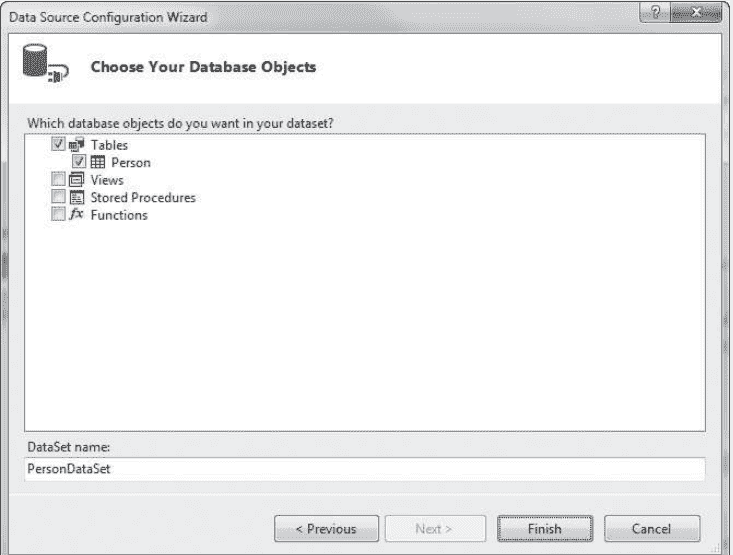 Data Source Configuration Wizard
?
Choose Your Database Objects
Which database objects do you want in your dataset?
Tables
Person
Views
Stored Procedures
fx Functions
DataSet name:
PersonDataSet
< Previous
Next >
Finish
Cancel